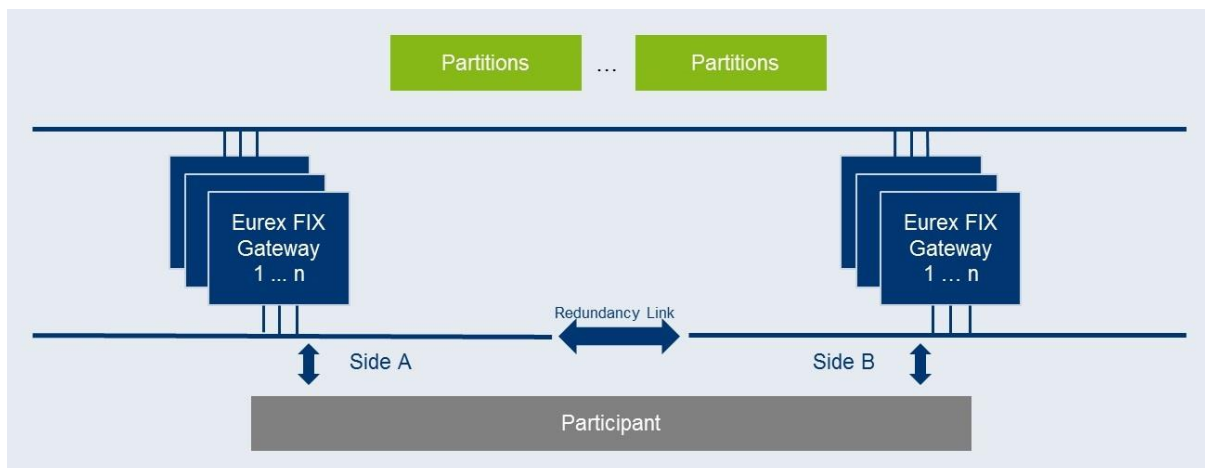 Partitions … Partitions
Eurex FIX
Gateway
1 ... n
Eurex FIX
Gateway
1 … n
Redundancy Link
Side A
Side B
Participant